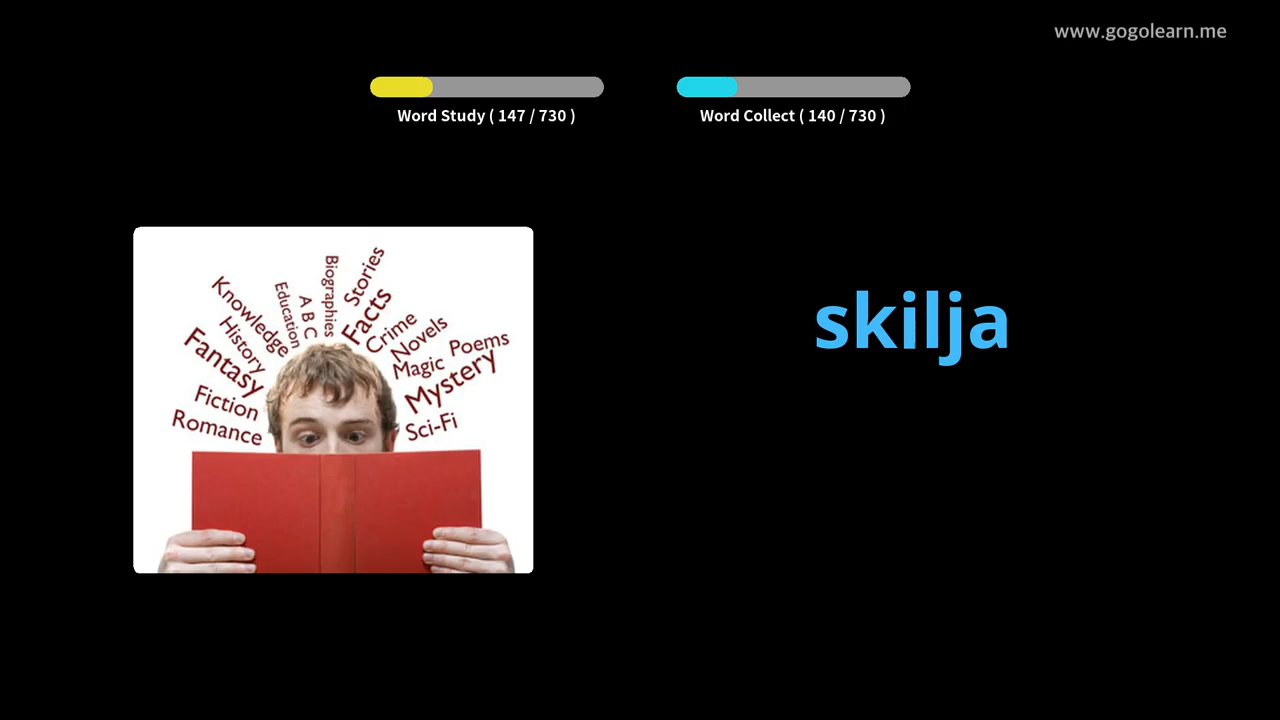 www.gogolearn.me
Word Study ( 147 / 730 )
Word Collect ( 140 / 730 )
skilja
Biographies
Stories
Knowledge
Education
A B C
Facts
Crime
History
Novels
Fantasy
Magic
Poems
Mystery
Fiction
Romance
Sci-Fi